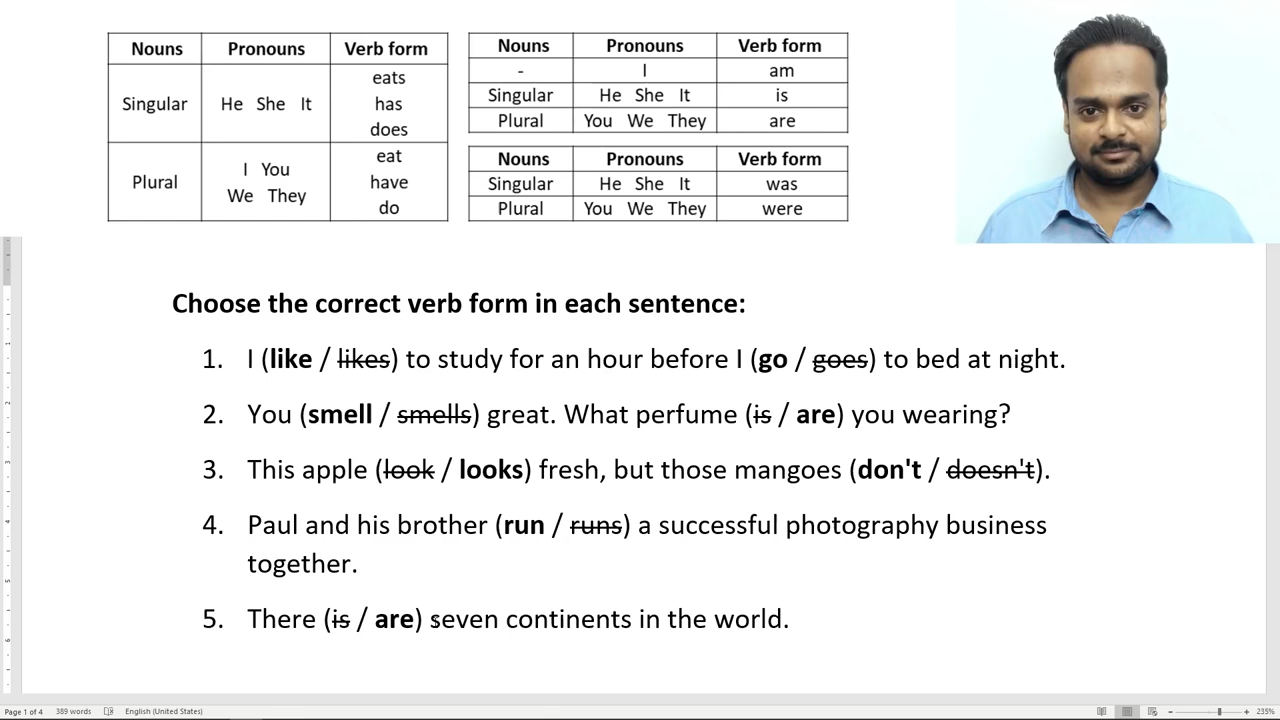 Nouns Pronouns Verb form
Singular He She It eats
has
does
Plural I You
We They eat
have
do
Nouns Pronouns Verb form
- I am
Singular He She It is
Plural You We They are
Nouns Pronouns Verb form
Singular He She It was
Plural You We They were
Choose the correct verb form in each sentence:
1. I (like / likes) to study for an hour before I (go / goes) to bed at night.
2. You (smell / smells) great. What perfume (is / are) you wearing?
3. This apple (look / looks) fresh, but those mangoes (don't / doesn't).
4. Paul and his brother (run / runs) a successful photography business
together.
5. There (is / are) seven continents in the world.
Page 1 of 4 389 words English (United States) 235%